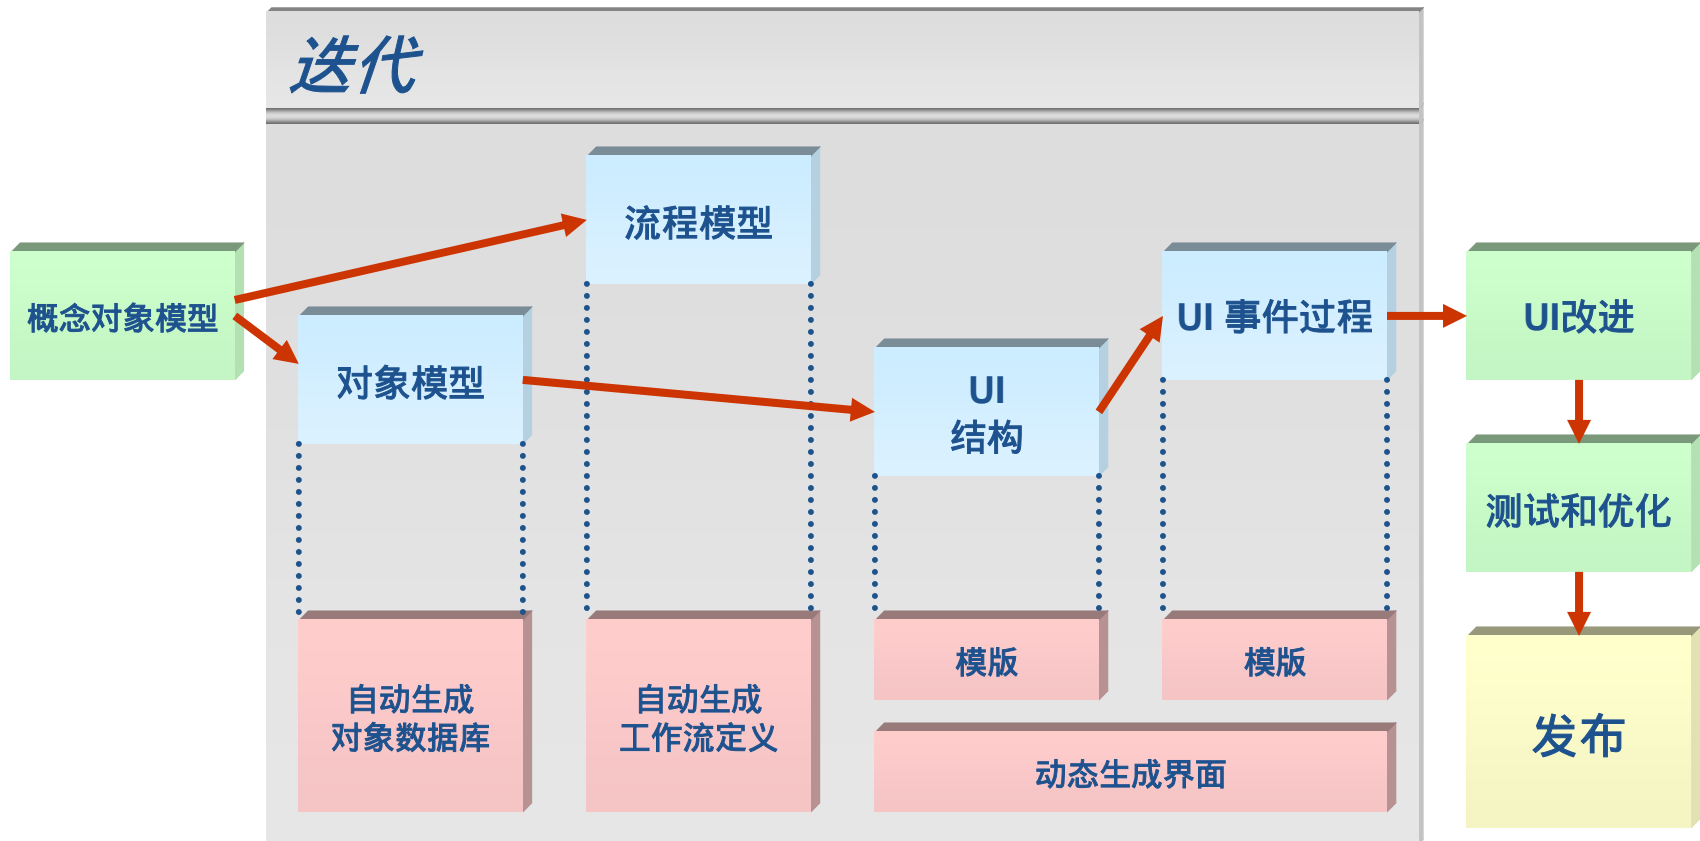 迭代
概念对象模型
流程模型
对象模型
UI
结构
UI 事件过程
UI改进
测试和优化
发布
自动生成
对象数据库
自动生成
工作流定义
模版
模版
动态生成界面